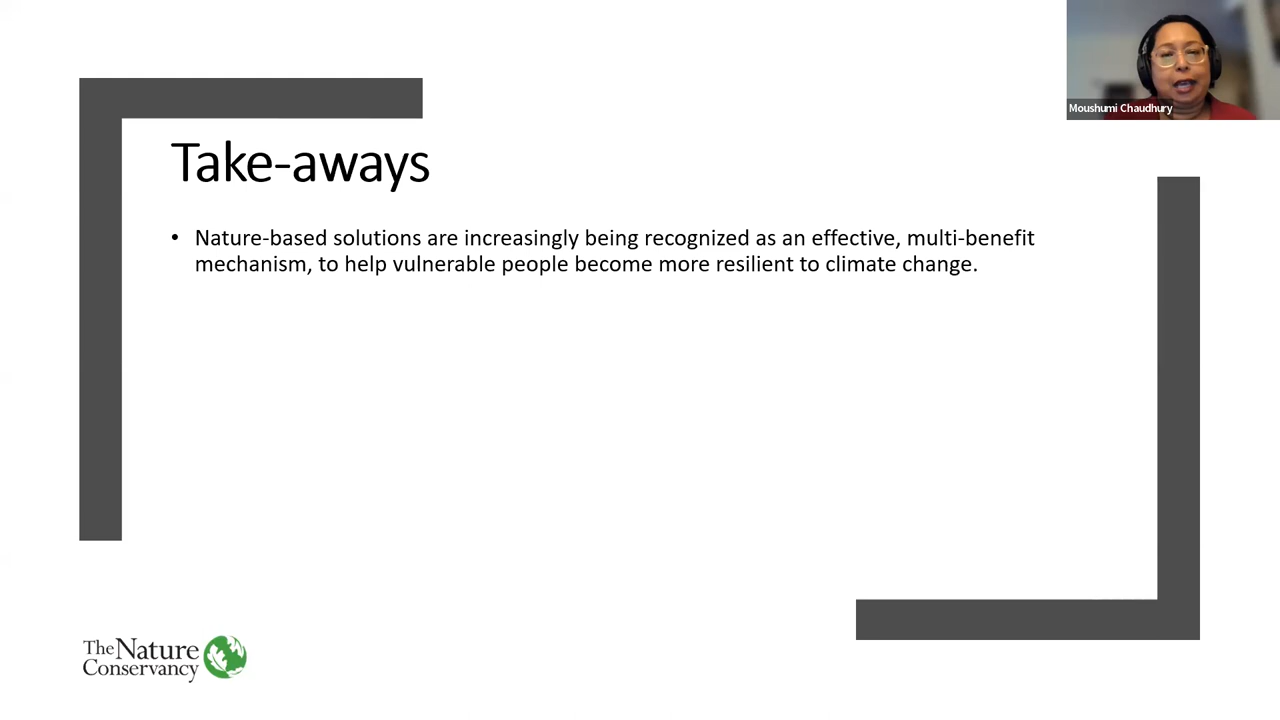 Moushumi Chaudhury
Take-aways
• Nature-based solutions are increasingly being recognized as an effective, multi-benefit
mechanism, to help vulnerable people become more resilient to climate change.
The Nature
Conservancy